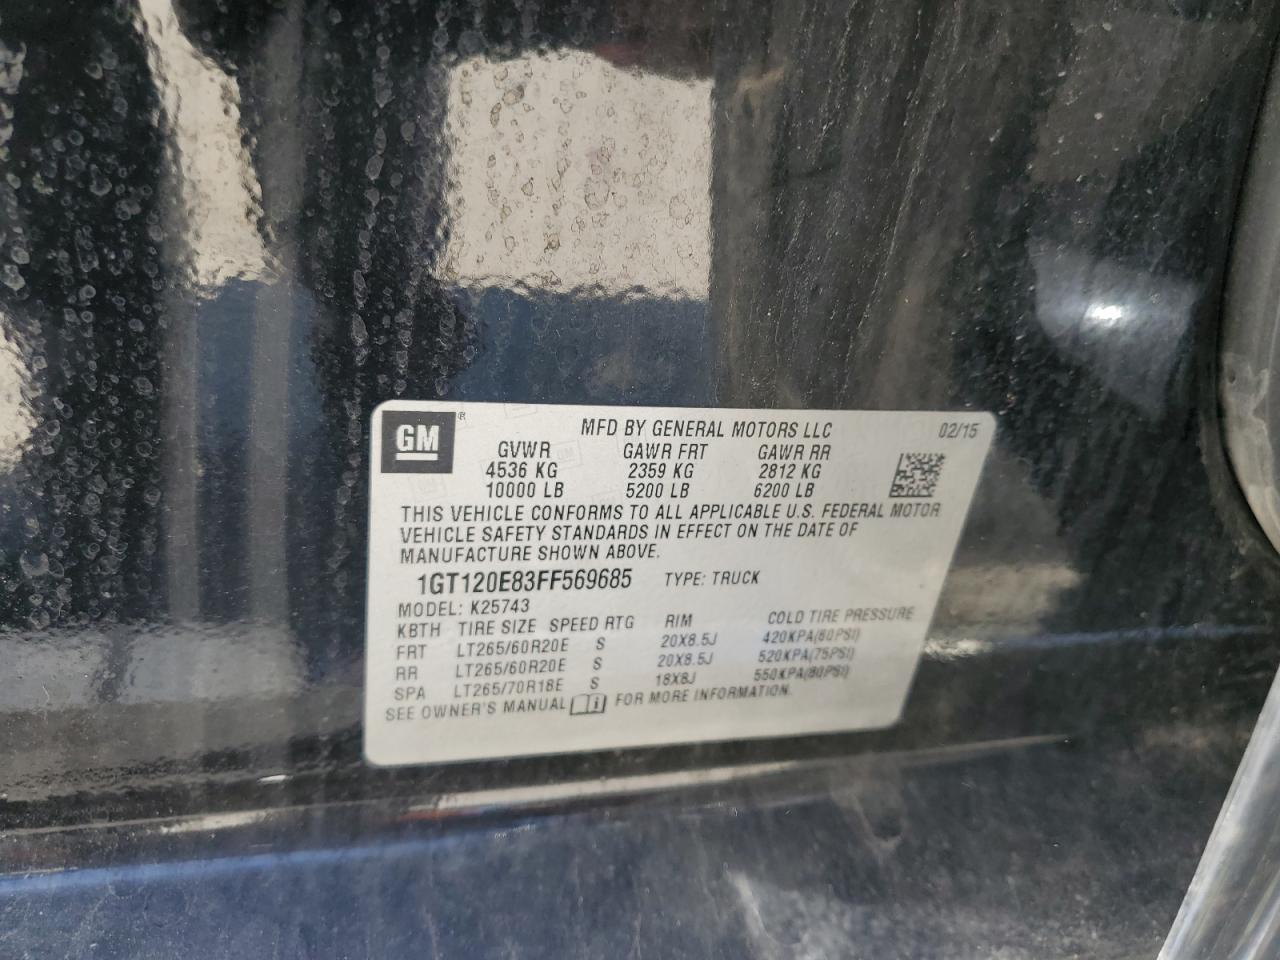 GM ® MFD BY GENERAL MOTORS LLC 02/15
GVWR GAWR FRT GAWR RR
4536 KG 2359 KG 2812 KG
10000 LB 5200 LB 6200 LB
THIS VEHICLE CONFORMS TO ALL APPLICABLE U.S. FEDERAL MOTOR
VEHICLE SAFETY STANDARDS IN EFFECT ON THE DATE OF
MANUFACTURE SHOWN ABOVE.
1GT120E83FF569685 TYPE: TRUCK
MODEL: K25743
KBTH TIRE SIZE SPEED RTG RIM COLD TIRE PRESSURE
FRT LT265/60R20E S 20X8.5J 420KPA(60PSI)
RR LT265/60R20E S 20X8.5J 520KPA(75PSI)
SPA LT265/70R18E S 18X8J 550KPA(80PSI)
SEE OWNER'S MANUAL i FOR MORE INFORMATION.